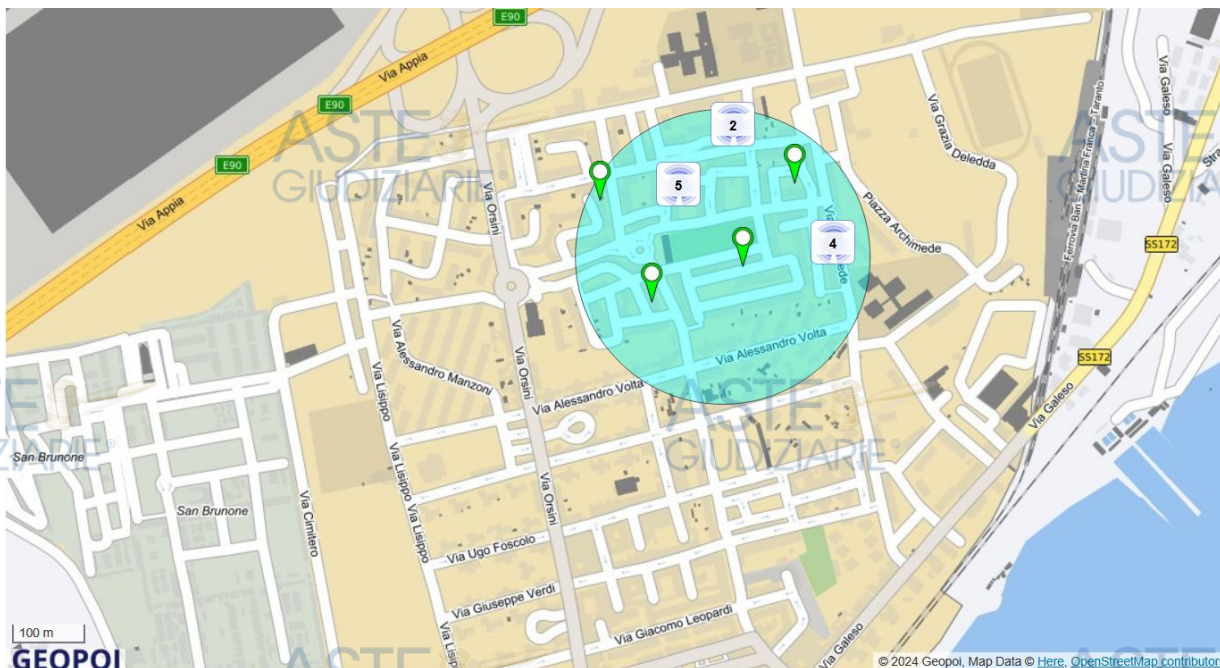 E90
Via Appia
E90
E90
Via Appia
ASTE
GIUDIZIARIE®
2
5
4
Via Orsini
Via Grazia Deledda
Piazza Archimede
Ferrovia Bari - Martina Franca - Taranto
Via Galeso
Via Galeso
ASTE
SS172
SS172
Via Galeso
Via Alessandro Volta
Via Alessandro Volta
Via Alessandro Manzoni
Via Lisippo
Via Orsini
ASTE
GIUDIZIARIE®
San Brunone
San Brunone
Via Cimitero
Via Lisippo
Via Lisippo
Via Orsini
Via Ugo Foscolo
Via Giuseppe Verdi
Via Giacomo Leopardi
Via Galeso
100 m
GEOPOI
© 2024 Geopoi, Map Data © Here, OpenStreetMap contributor